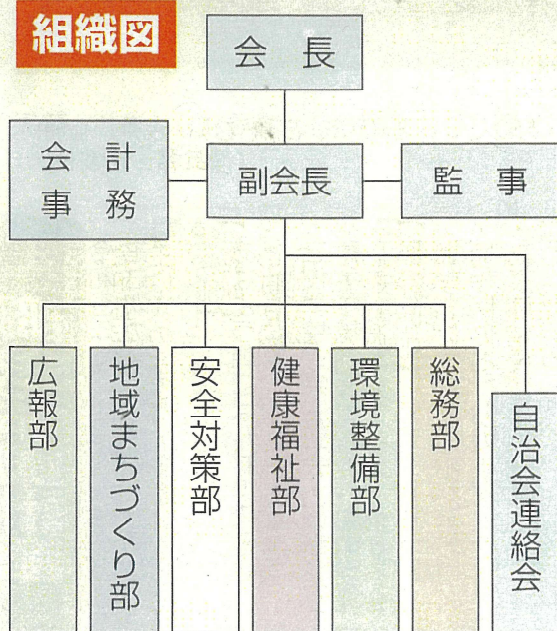 組織図
会長
会計
事務
副会長
監事
広報部
地域まちづくり部
安全対策部
健康福祉部
環境整備部
総務部
自治会連絡会